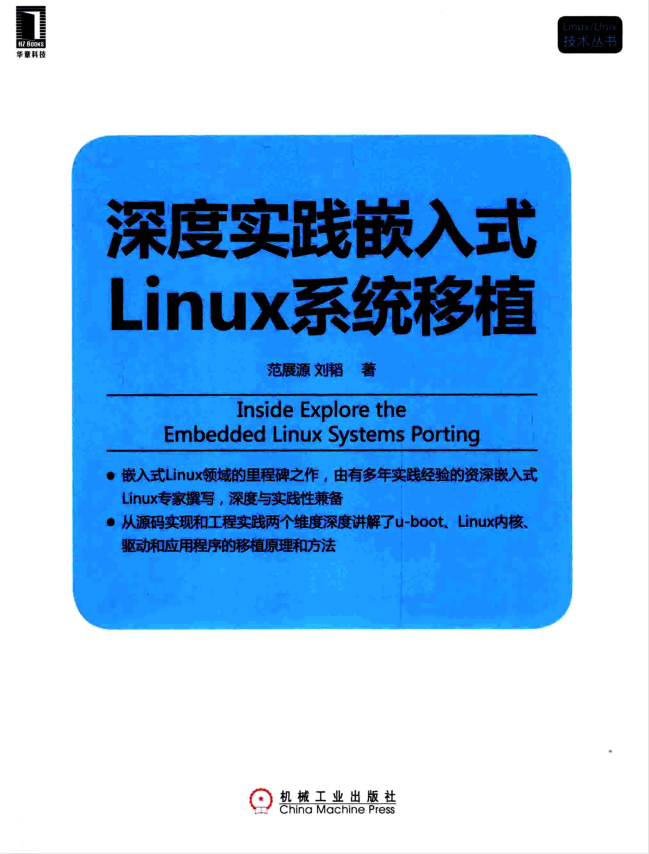 HZ BOOKS
华章科技
Linux/Unix
技术丛书
深度实践嵌入式
Linux系统移植
范展源 刘韬 著
Inside Explore the
Embedded Linux Systems Porting
● 嵌入式Linux领域的里程碑之作，由有多年实践经验的资深嵌入式
Linux专家撰写，深度与实践性兼备
● 从源码实现和工程实践两个维度深度讲解了u-boot、Linux内核、
驱动和应用程序的移植原理和方法
机械工业出版社
China Machine Press